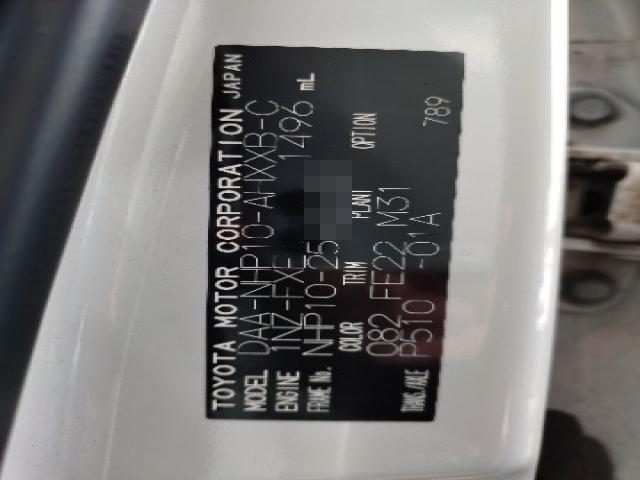 TOYOTA MOTOR CORPORATION JAPAN
MODEL DAA-NHP10-AHXXB-C
ENGINE 1NZ-FXE 1496 mL
FRAME No. NHP10-25
COLOR TRIM PLANT OPTION
082 FE22 M31
TRANS/AXLE P510 -01A
789